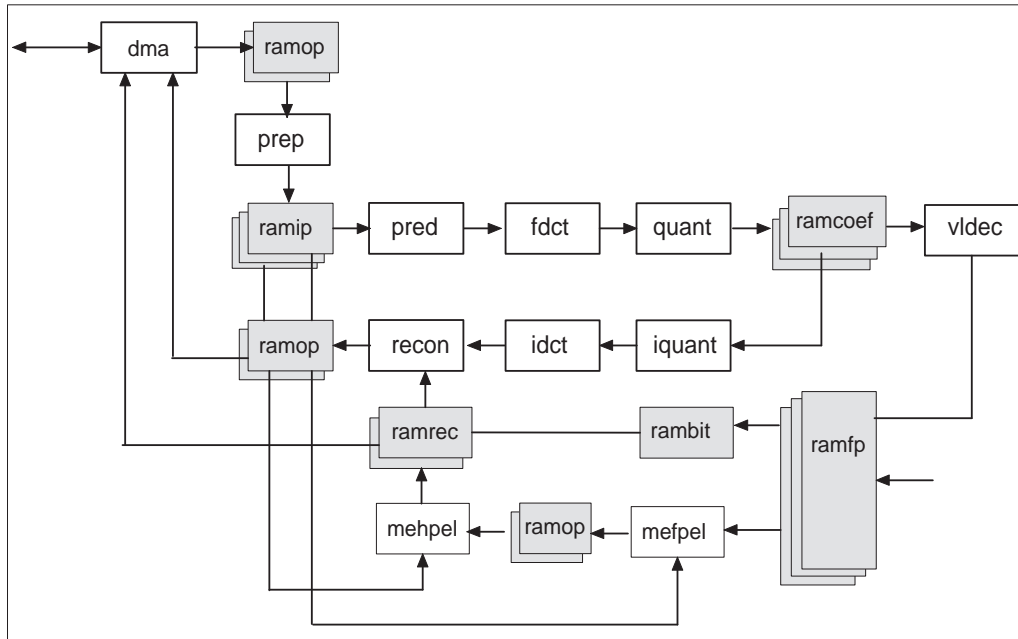 dma
ramop
prep
ramip
pred
fdct
quant
ramcoef
vldec
ramop
recon
idct
iquant
ramrec
rambit
ramfp
mehpel
ramop
mefpel